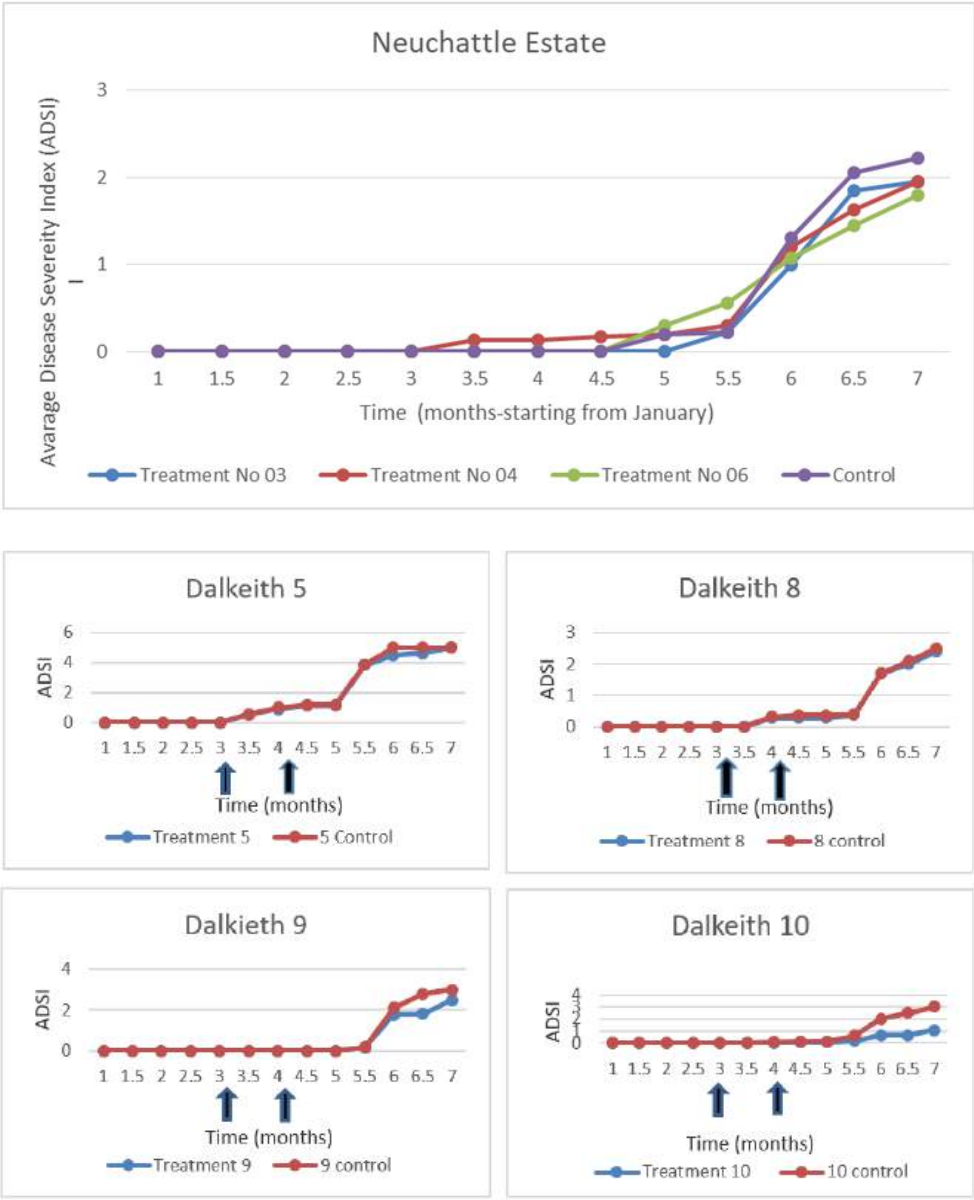 Neuchattle Estate
Avarage Disease Severeity Index (ADSI)
I
3
2
1
0
1 1.5 2 2.5 3 3.5 4 4.5 5 5.5 6 6.5 7
Time (months-starting from January)
Treatment No 03 Treatment No 04 Treatment No 06 Control
Dalkeith 5
ADSI
6
4
2
0
1 1.5 2 2.5 3 3.5 4 4.5 5 5.5 6 6.5 7
Time (months)
Treatment 5 5 Control
Dalkeith 8
ADSI
3
2
1
0
1 1.5 2 2.5 3 3.5 4 4.5 5 5.5 6 6.5 7
Time (months)
Treatment 8 8 control
Dalkieth 9
ADSI
4
2
0
1 1.5 2 2.5 3 3.5 4 4.5 5 5.5 6 6.5 7
Time (months)
Treatment 9 9 control
Dalkeith 10
ADSI
4
3
2
1
0
1 1.5 2 2.5 3 3.5 4 4.5 5 5.5 6 6.5 7
Time (months)
Treatment 10 10 control